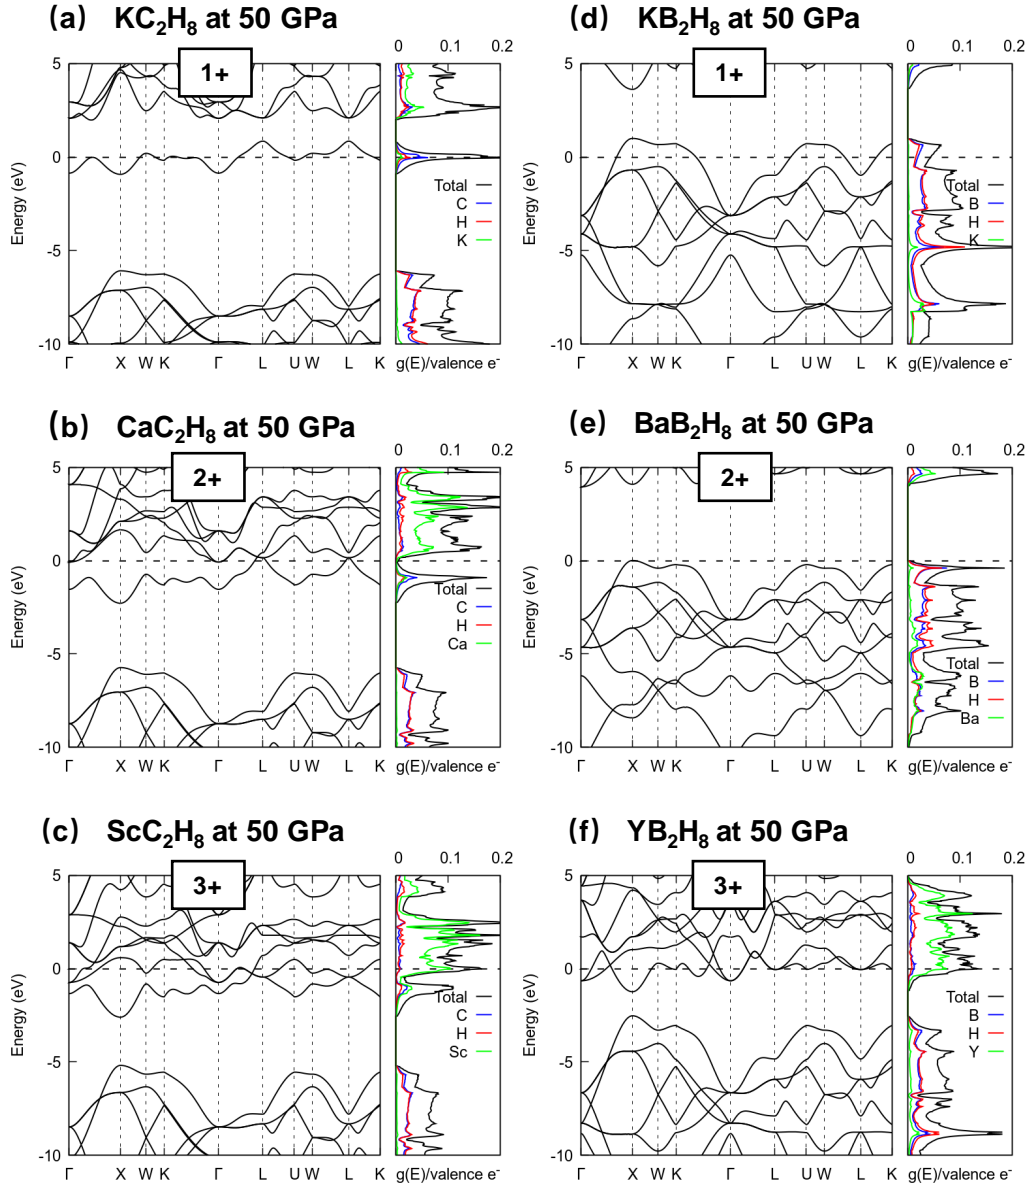 (a) KC2H8 at 50 GPa
1+
0 0.1 0.2
5
0
-5
-10
Energy (eV)
Total
C
H
K
Γ X W K Γ L U W L K
g(E)/valence e-
(d) KB2H8 at 50 GPa
1+
0 0.1 0.2
5
0
-5
-10
Energy (eV)
Total
B
H
K
Γ X W K Γ L U W L K
g(E)/valence e-
(b) CaC2H8 at 50 GPa
2+
0 0.1 0.2
5
0
-5
-10
Energy (eV)
Total
C
H
Ca
Γ X W K Γ L U W L K
g(E)/valence e-
(e) BaB2H8 at 50 GPa
2+
0 0.1 0.2
5
0
-5
-10
Energy (eV)
Total
B
H
Ba
Γ X W K Γ L U W L K
g(E)/valence e-
(c) ScC2H8 at 50 GPa
3+
0 0.1 0.2
5
0
-5
-10
Energy (eV)
Total
C
H
Sc
Γ X W K Γ L U W L K
g(E)/valence e-
(f) YB2H8 at 50 GPa
3+
0 0.1 0.2
5
0
-5
-10
Energy (eV)
Total
B
H
Y
Γ X W K Γ L U W L K
g(E)/valence e-